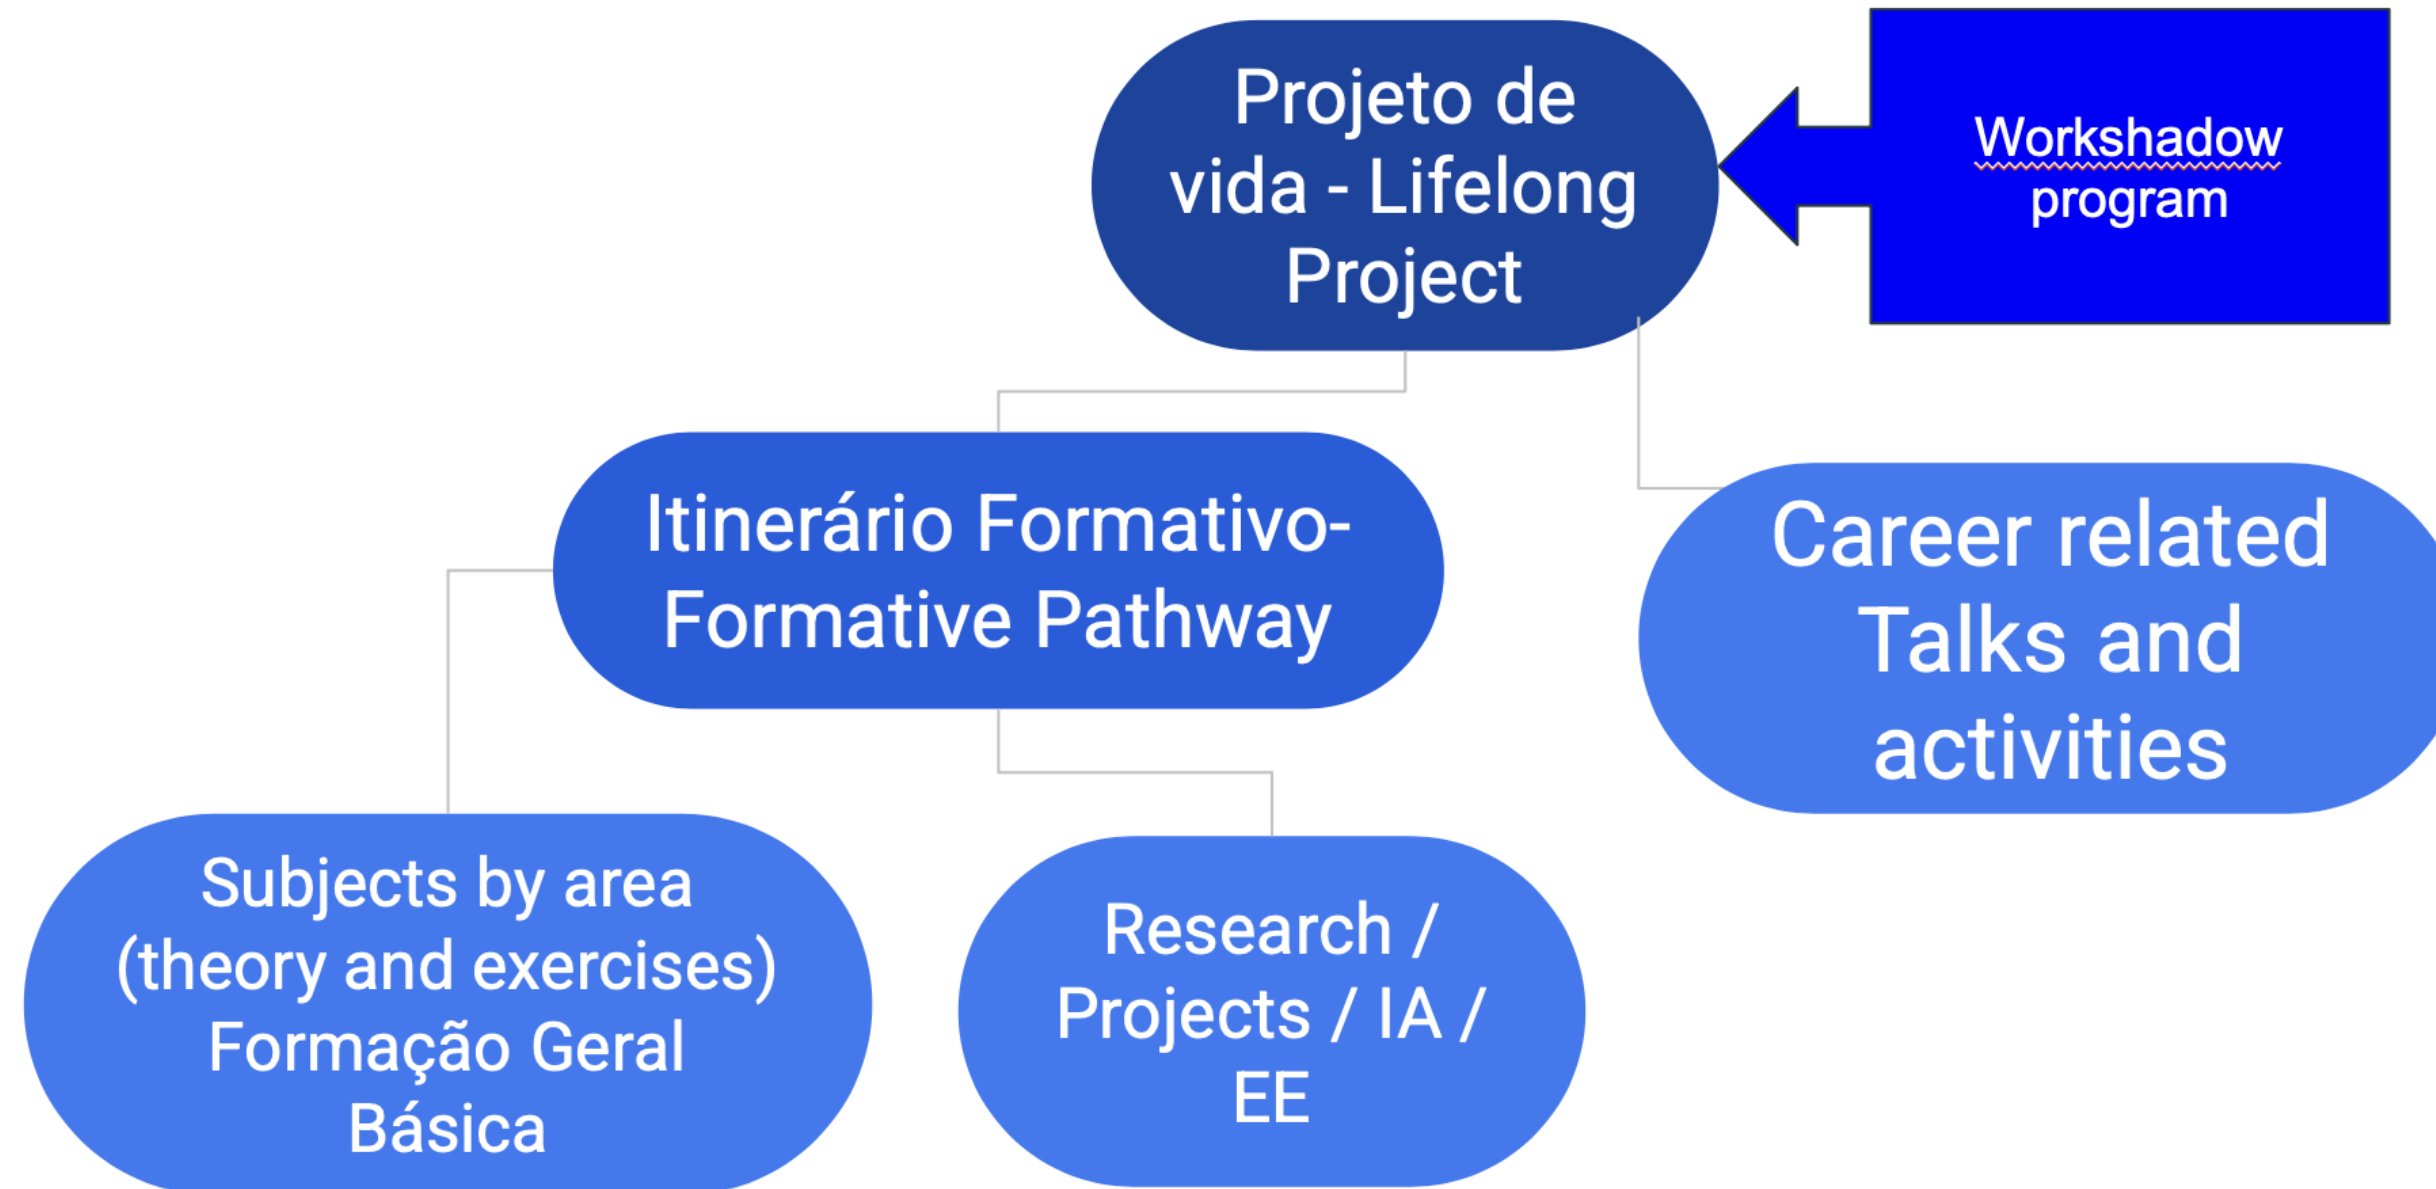 Projeto de
vida - Lifelong
Project
Workshadow
program
Itinerário Formativo-
Formative Pathway
Career related
Talks and
activities
Subjects by area
(theory and exercises)
Formação Geral
Básica
Research /
Projects / IA /
EE